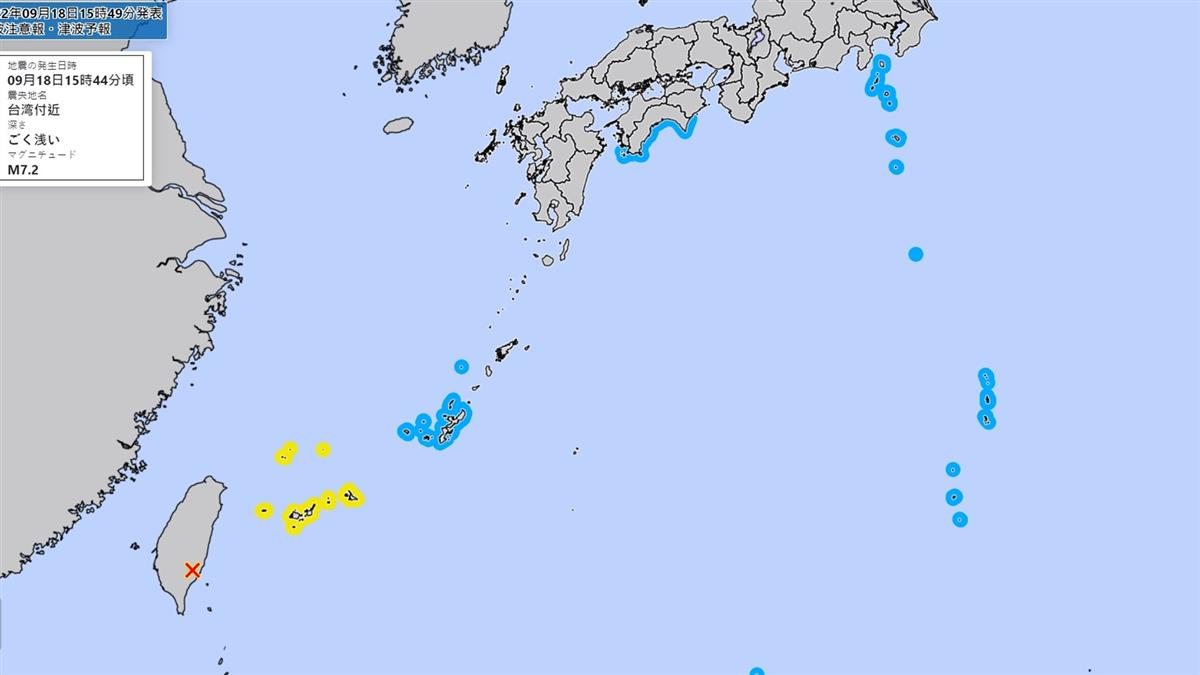 2年09月18日15時49分発表
注意報・津波予報
地震の発生日時
09月18日15時44分頃
震央地名
台湾付近
深さ
ごく浅い
マグニチュード
M7.2